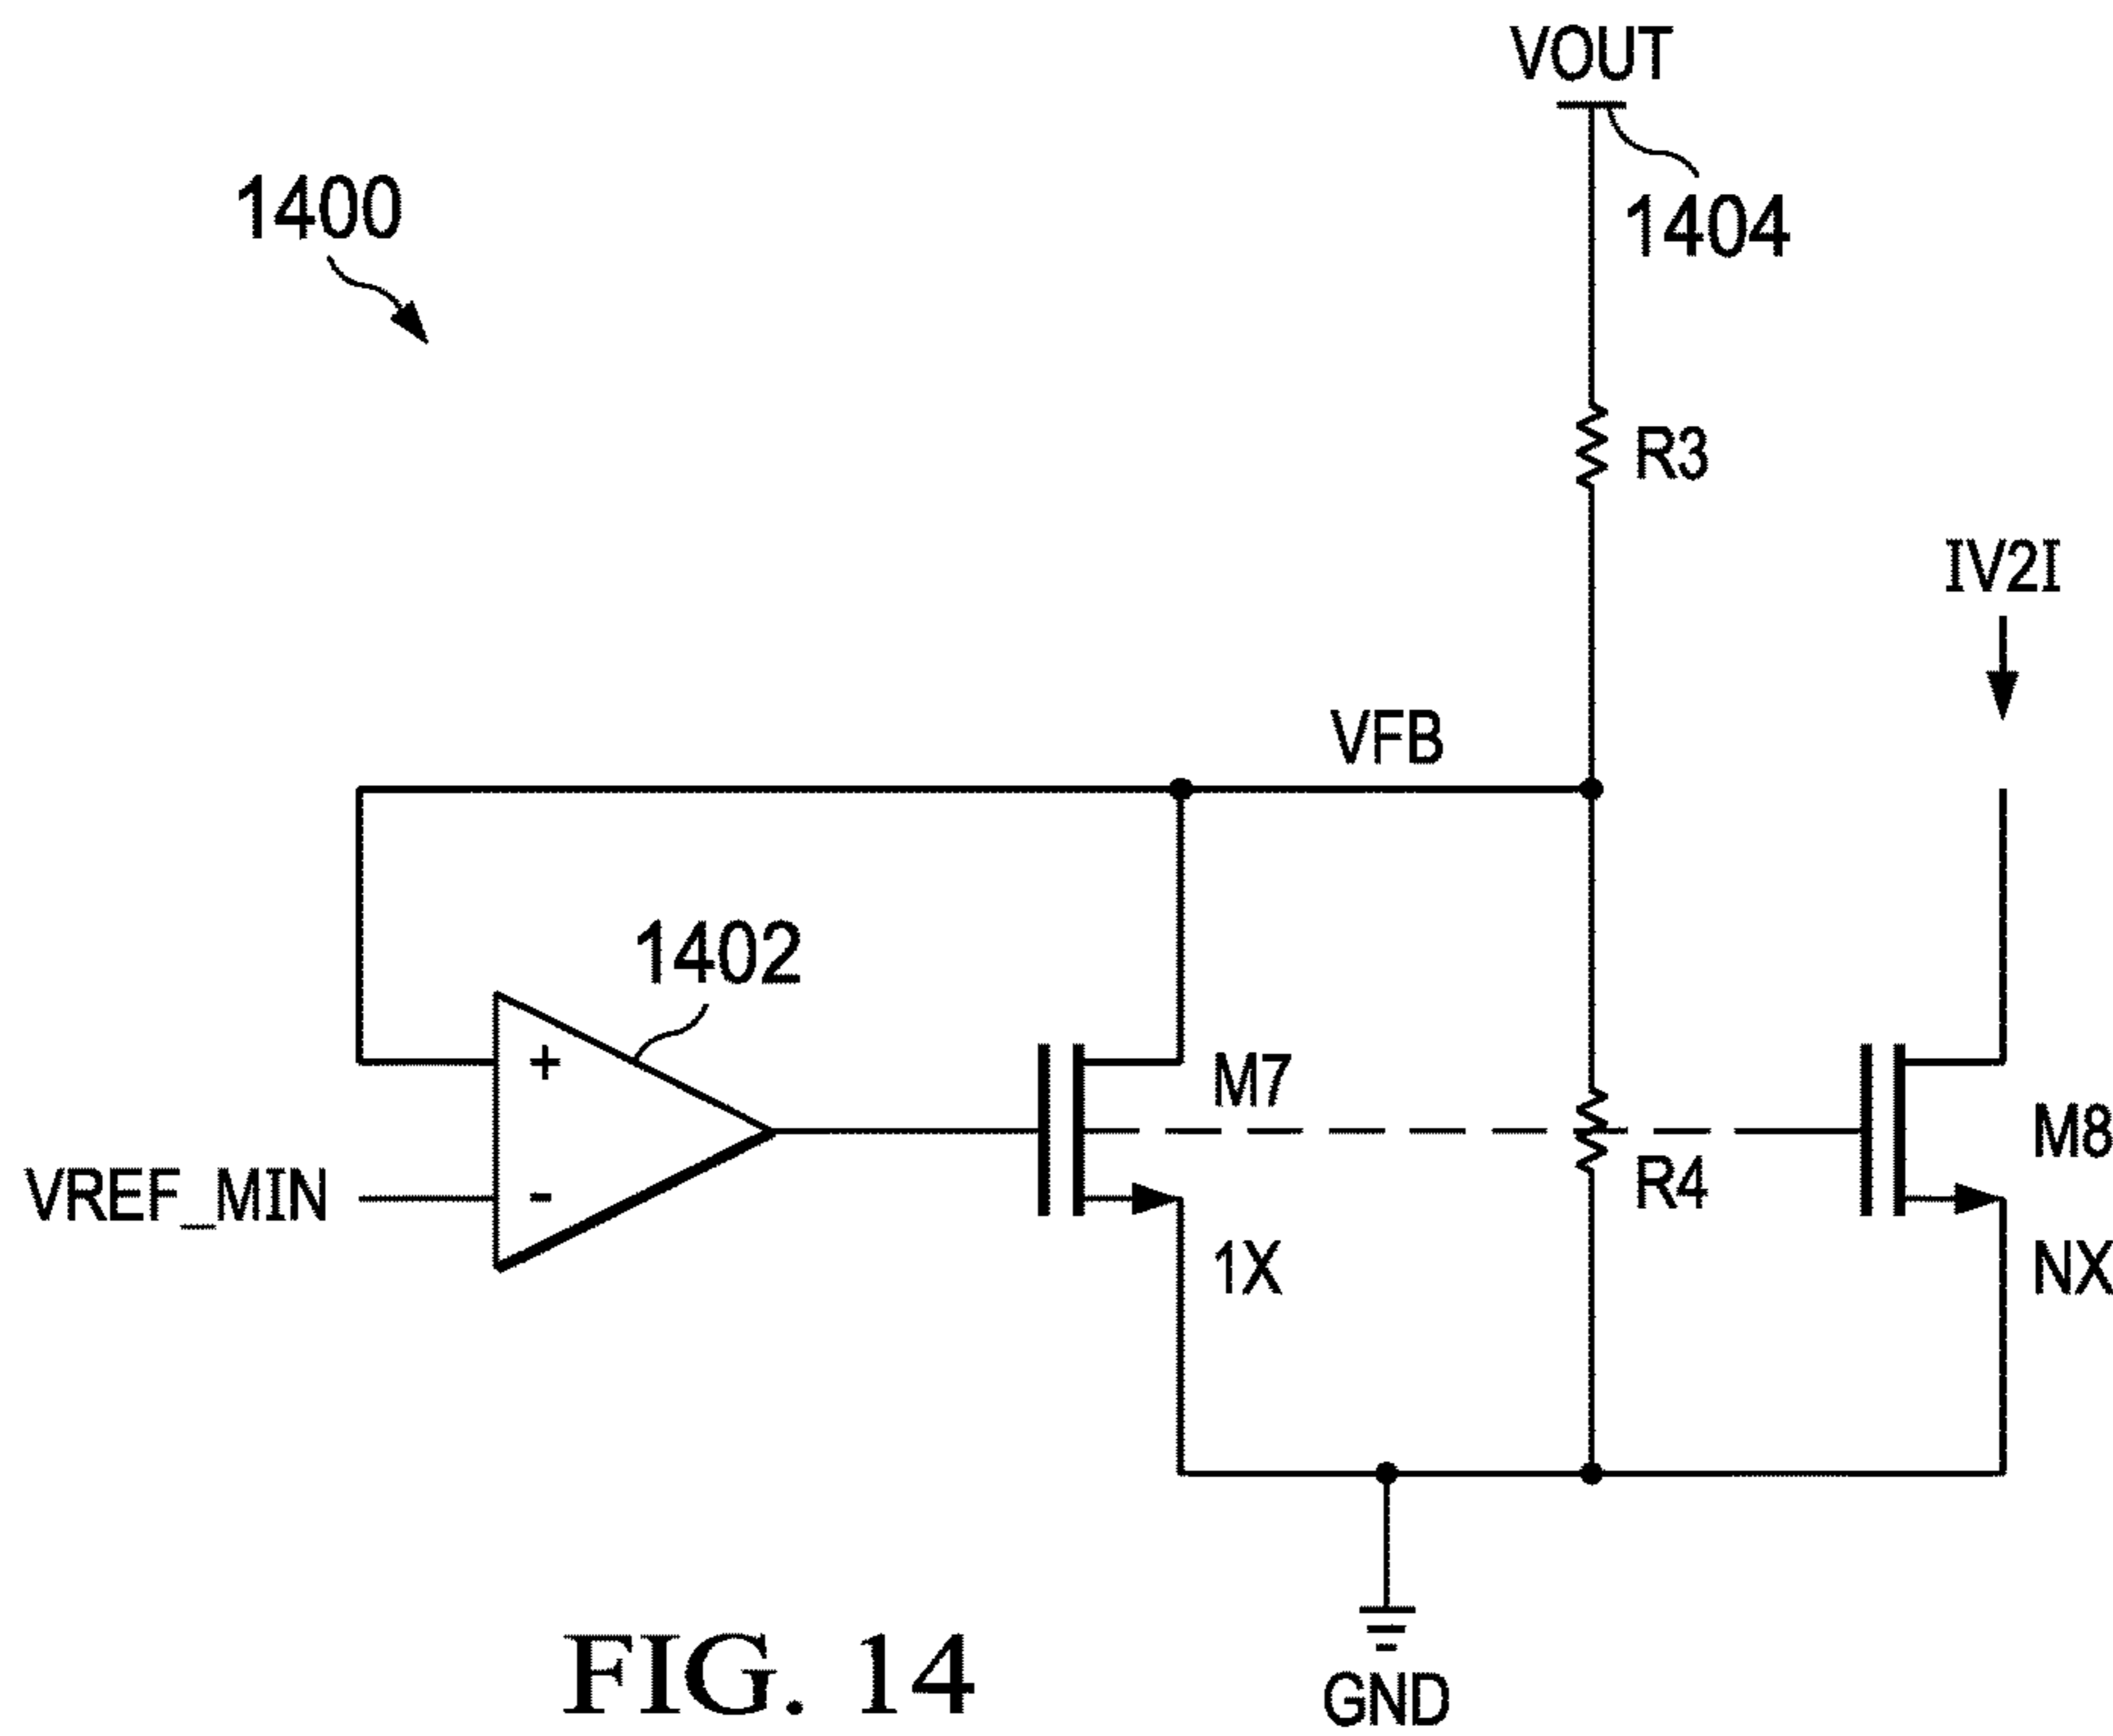 VOUT
1400
1404
R3
IV2I
VFB
1402
+
M7
M8
VREF_MIN
-
R4
1X
NX
GND
FIG. 14